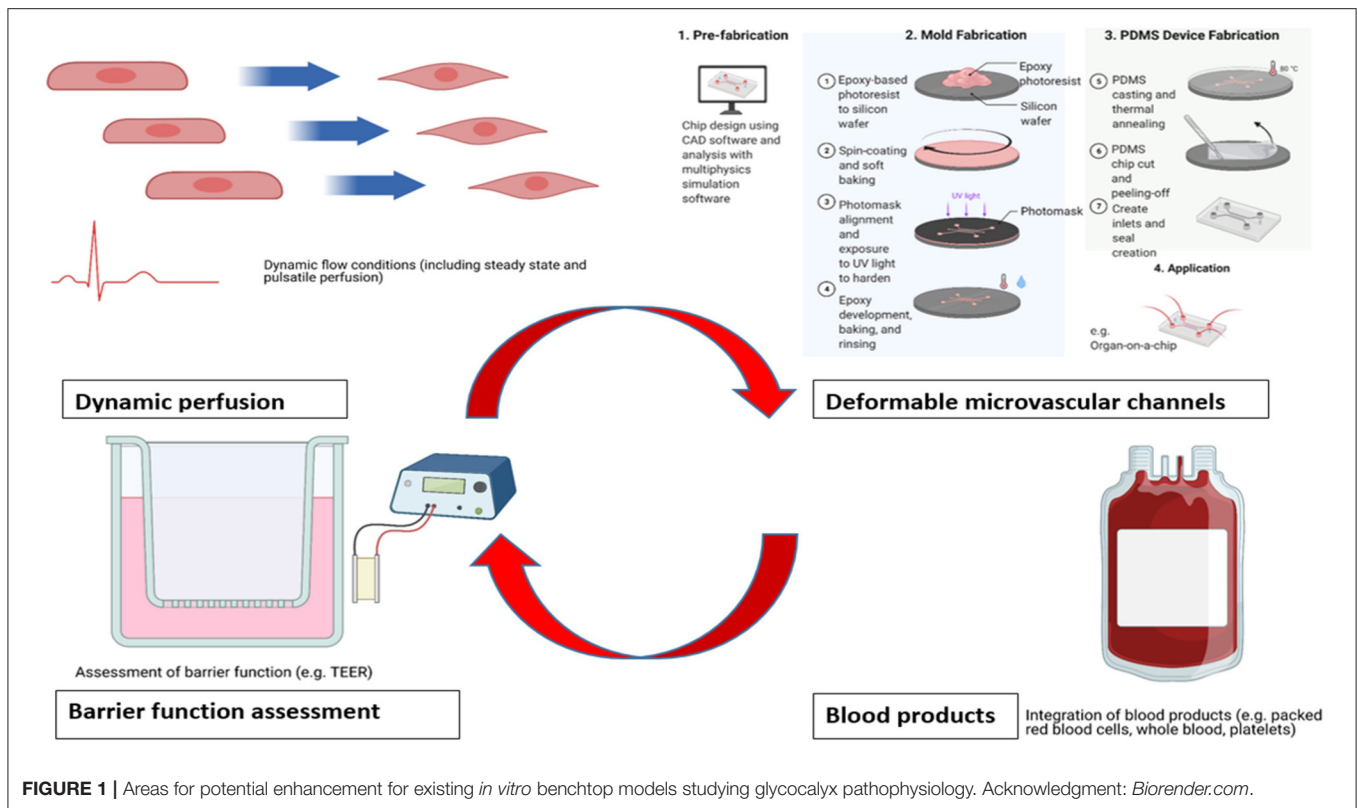 1. Pre-fabrication
Chip design using
CAD software and
analysis with
multiphysics
simulation
software
2. Mold Fabrication
1
Epoxy-based
photoresist
to silicon
wafer
Epoxy
photoresist
Silicon
wafer
2
Spin-coating
and soft
baking
3
Photomask
alignment
and
exposure
to UV light
to harden
UV light
Photomask
4
Epoxy
development,
baking, and
rinsing
3. PDMS Device Fabrication
5
PDMS
casting and
thermal
annealing
80 °C
6
PDMS
chip cut
and
peeling-off
7
Create
inlets and
seal
creation
4. Application
e.g.
Organ-on-a-chip
Dynamic flow conditions (including steady state and
pulsatile perfusion)
Dynamic perfusion
Deformable microvascular channels
Assessment of barrier function (e.g. TEER)
Barrier function assessment
Blood products
Integration of blood products (e.g. packed
red blood cells, whole blood, platelets)
FIGURE 1 | Areas for potential enhancement for existing in vitro benchtop models studying glycocalyx pathophysiology. Acknowledgment: Biorender.com.